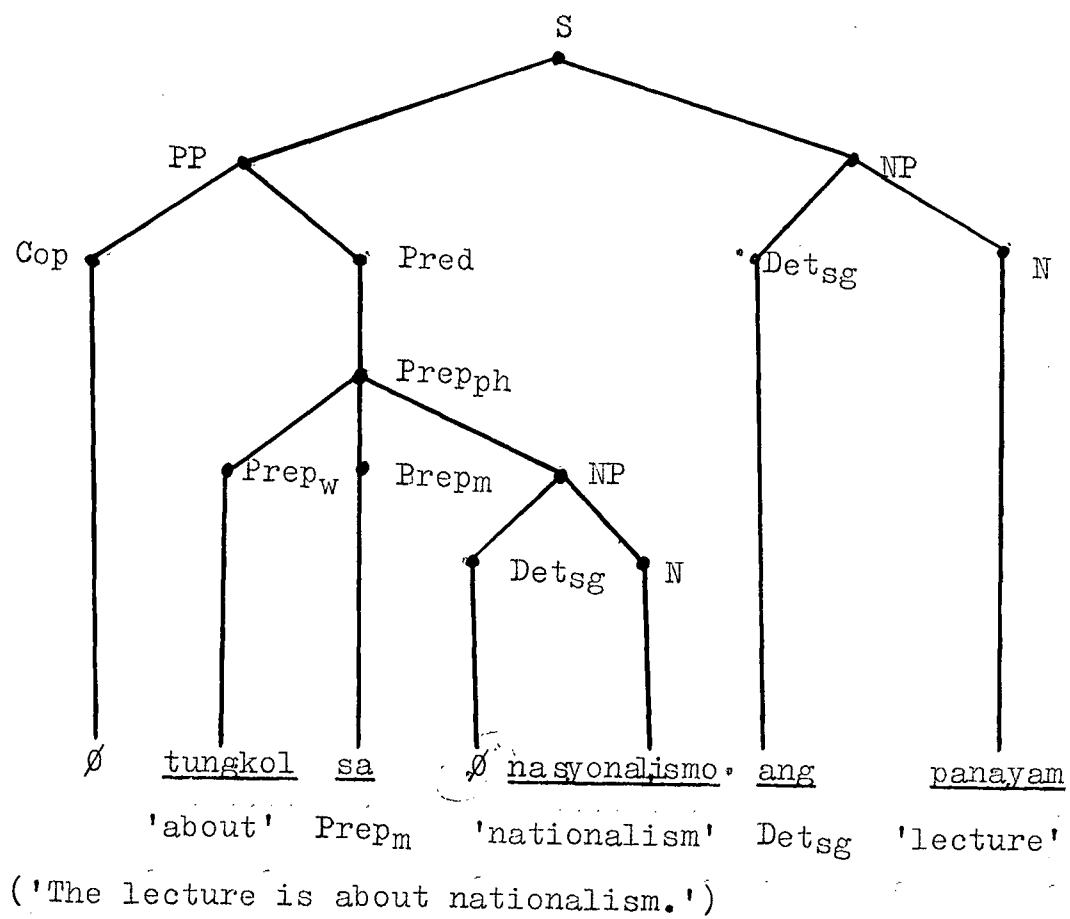 S
PP NP
Cop Pred Detsg N
Prepph
Prepw Brepm NP
Detsg N
Ø tungkol sa Ø nasyonalismo. ang panayam
'about' Prepm 'nationalism' Detsg 'lecture'
('The lecture is about nationalism.')